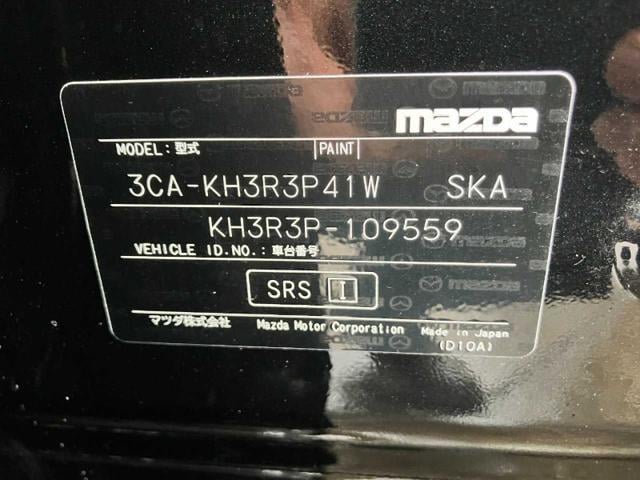 mazda
MODEL:型式 PAINT
3CA-KH3R3P41W SKA
KH3R3P-109559
VEHICLE ID.NO.:車台番号
SRS I
マツダ株式会社 Mazda Motor Corporation Made in Japan
(D10A)